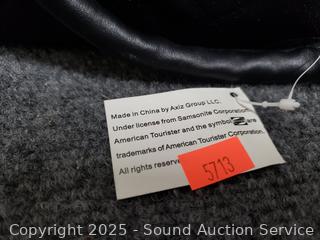 Made in China by Axiz Group LLC.
Under license from Samsonite Corporation
American Tourister and the symbol are
trademarks of American Tourister Corporation.
All rights
5713
Copyright 2025 - Sound Auction Service